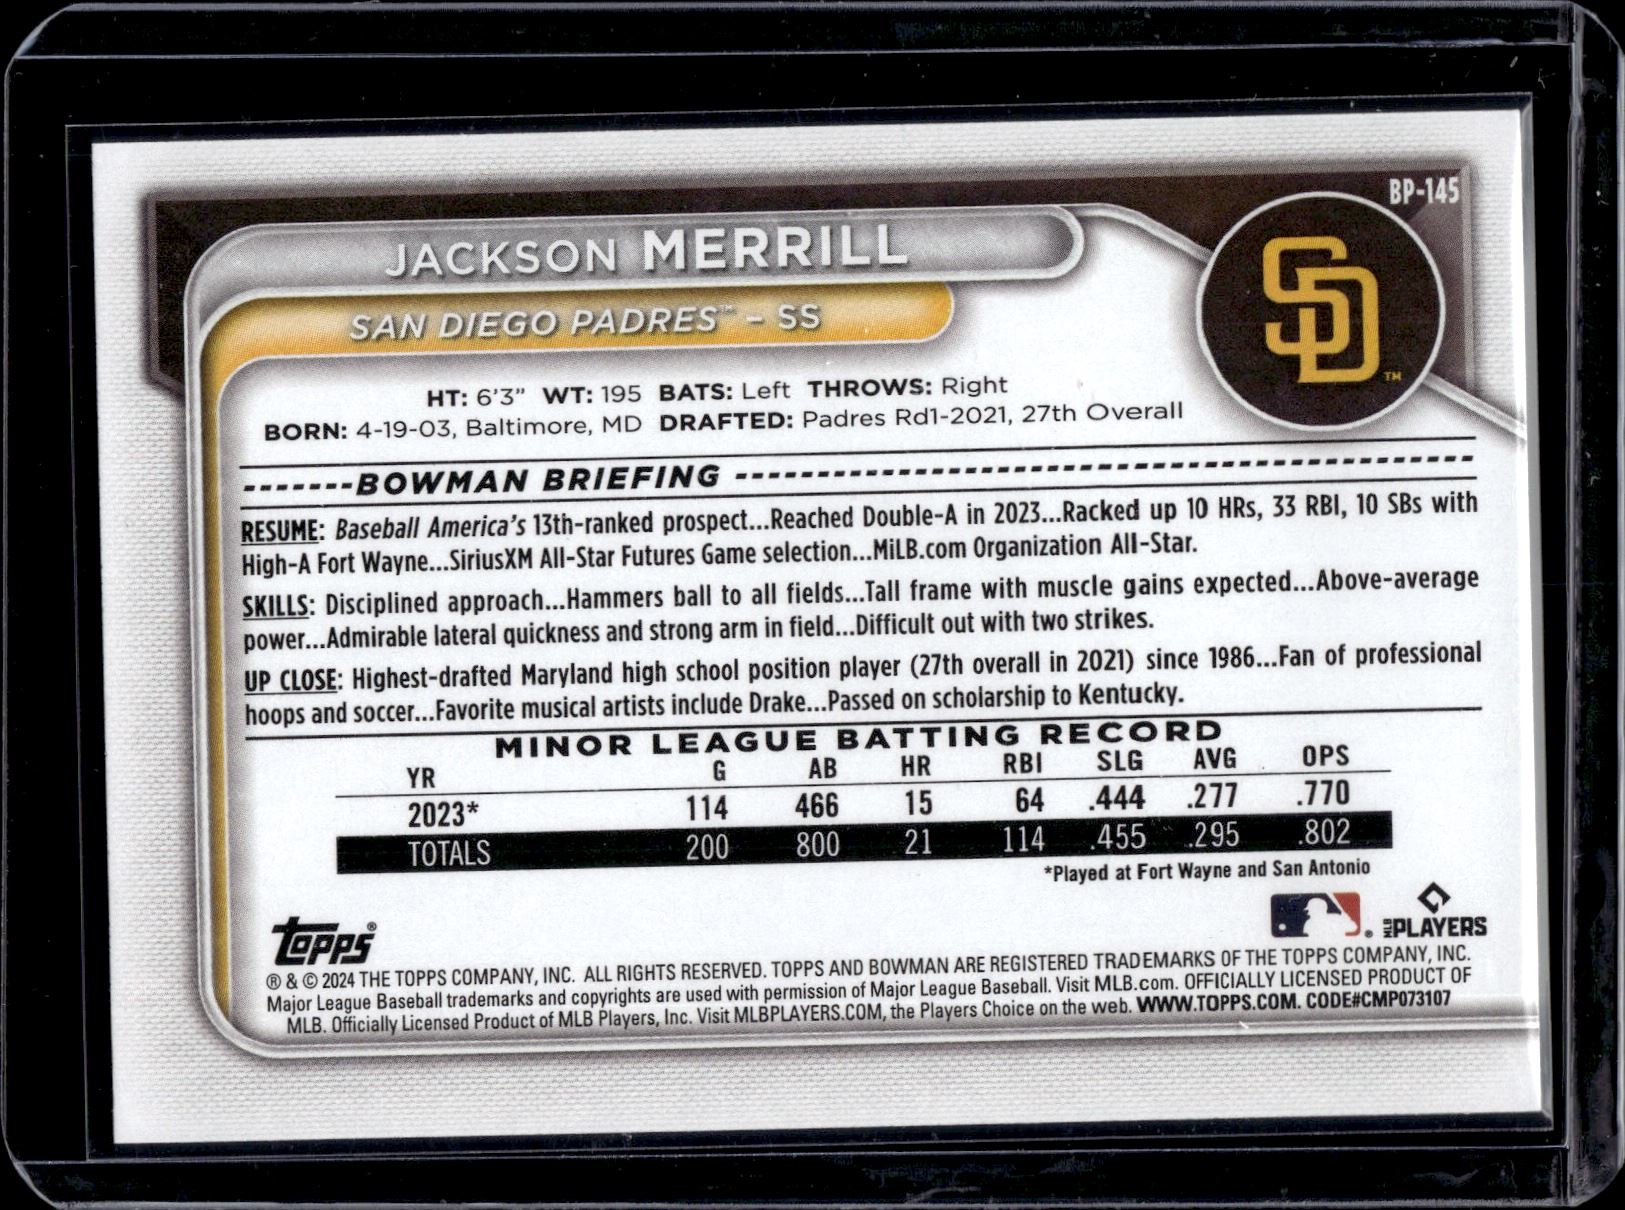 BP-145
JACKSON MERRILL
SAN DIEGO PADRES™ - SS
SD™
HT: 6'3" WT: 195 BATS: Left THROWS: Right
BORN: 4-19-03, Baltimore, MD DRAFTED: Padres Rd1-2021, 27th Overall
BOWMAN BRIEFING
RESUME: Baseball America's 13th-ranked prospect...Reached Double-A in 2023...Racked up 10 HRs, 33 RBI, 10 SBs with
High-A Fort Wayne...SiriusXM All-Star Futures Game selection...MiLB.com Organization All-Star.
SKILLS: Disciplined approach...Hammers ball to all fields...Tall frame with muscle gains expected...Above-average
power...Admirable lateral quickness and strong arm in field...Difficult out with two strikes.
UP CLOSE: Highest-drafted Maryland high school position player (27th overall in 2021) since 1986...Fan of professional
hoops and soccer...Favorite musical artists include Drake...Passed on scholarship to Kentucky.
MINOR LEAGUE BATTING RECORD
YR G AB HR RBI SLG AVG OPS
2023* 114 466 15 64 .444 .277 .770
TOTALS 200 800 21 114 .455 .295 .802
*Played at Fort Wayne and San Antonio
Topps® ® MLB PLAYERS
® & © 2024 THE TOPPS COMPANY, INC. ALL RIGHTS RESERVED. TOPPS AND BOWMAN ARE REGISTERED TRADEMARKS OF THE TOPPS COMPANY, INC.
Major League Baseball trademarks and copyrights are used with permission of Major League Baseball. Visit MLB.com. OFFICIALLY LICENSED PRODUCT OF
MLB. Officially Licensed Product of MLB Players, Inc. Visit MLBPLAYERS.COM, the Players Choice on the web. WWW.TOPPS.COM. CODE#CMP073107